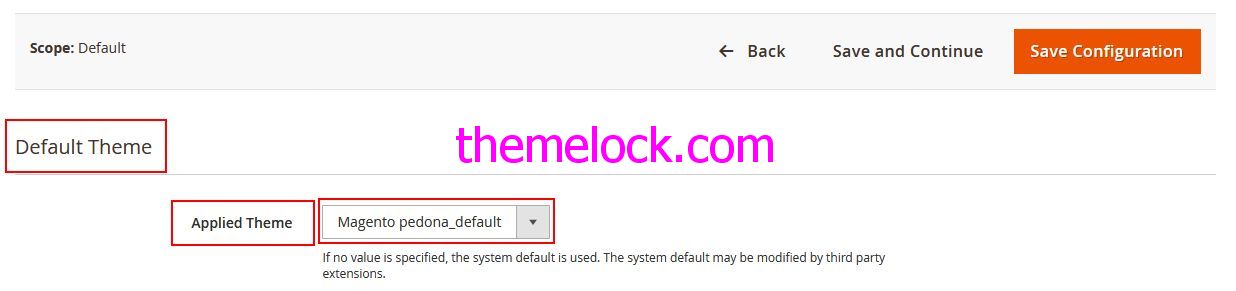 Scope: Default
← Back
Save and Continue
Save Configuration
Default Theme
themelock.com
Applied Theme
Magento pedona_default
If no value is specified, the system default is used. The system default may be modified by third party
extensions.